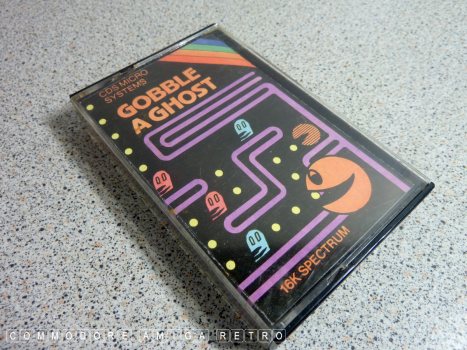 CDS MICRO
SYSTEMS
GOBBLE
A GHOST
16K SPECTRUM
COMMODORE AMIGA RETRO